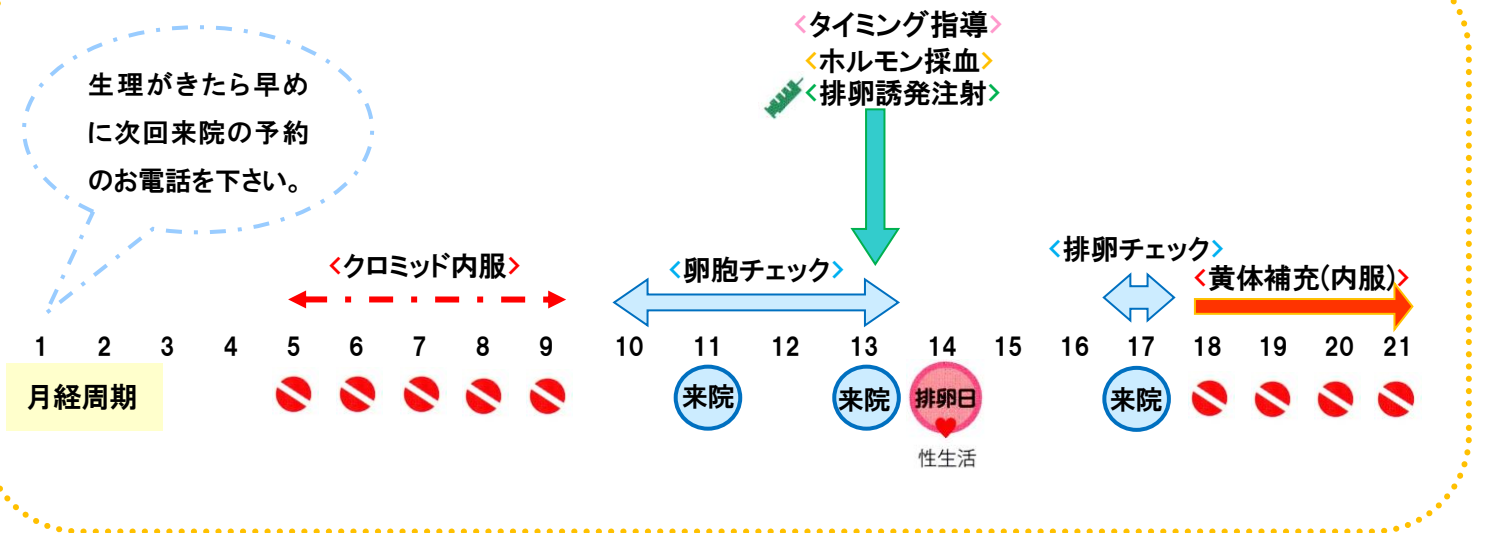 <タイミング指導>
<ホルモン採血>
<排卵誘発注射>
生理がきたら早め
に次回来院の予約
のお電話を下さい。
<クロミッド内服>
<卵胞チェック>
<排卵チェック>
<黄体補充(内服)>
1 2 3 4 5 6 7 8 9 10 11 12 13 14 15 16 17 18 19 20 21
月経周期
来院 来院 排卵日 来院
性生活